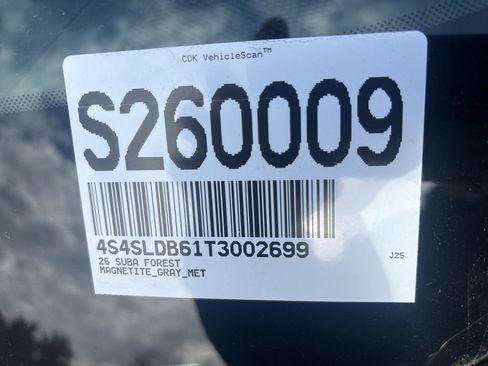 CDK VehicleScan™
S260009
4S4SLDB61T3002699
26 SUBA FOREST
MAGNETITE_GRAY_MET
J25